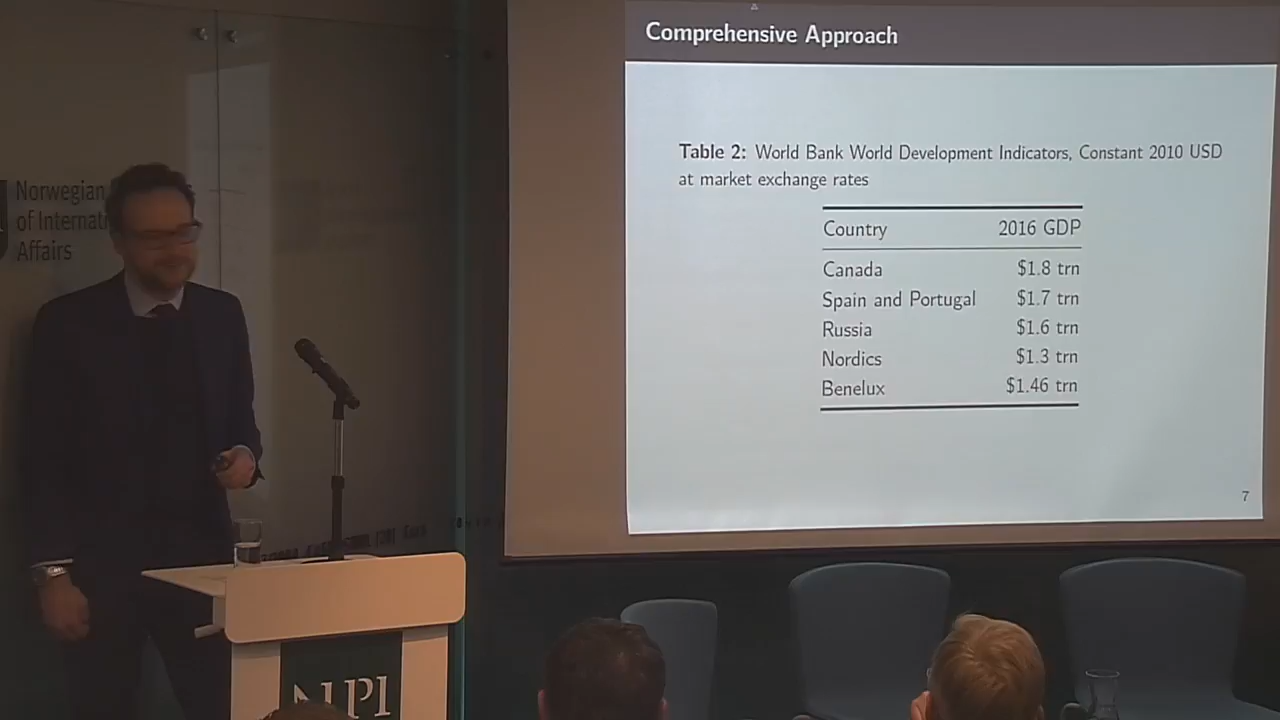 Comprehensive Approach
Table 2: World Bank World Development Indicators, Constant 2010 USD
at market exchange rates
Country 2016 GDP
Canada $1.8 trn
Spain and Portugal $1.7 trn
Russia $1.6 trn
Nordics $1.3 trn
Benelux $1.46 trn
7
Norwegian
of
Affairs